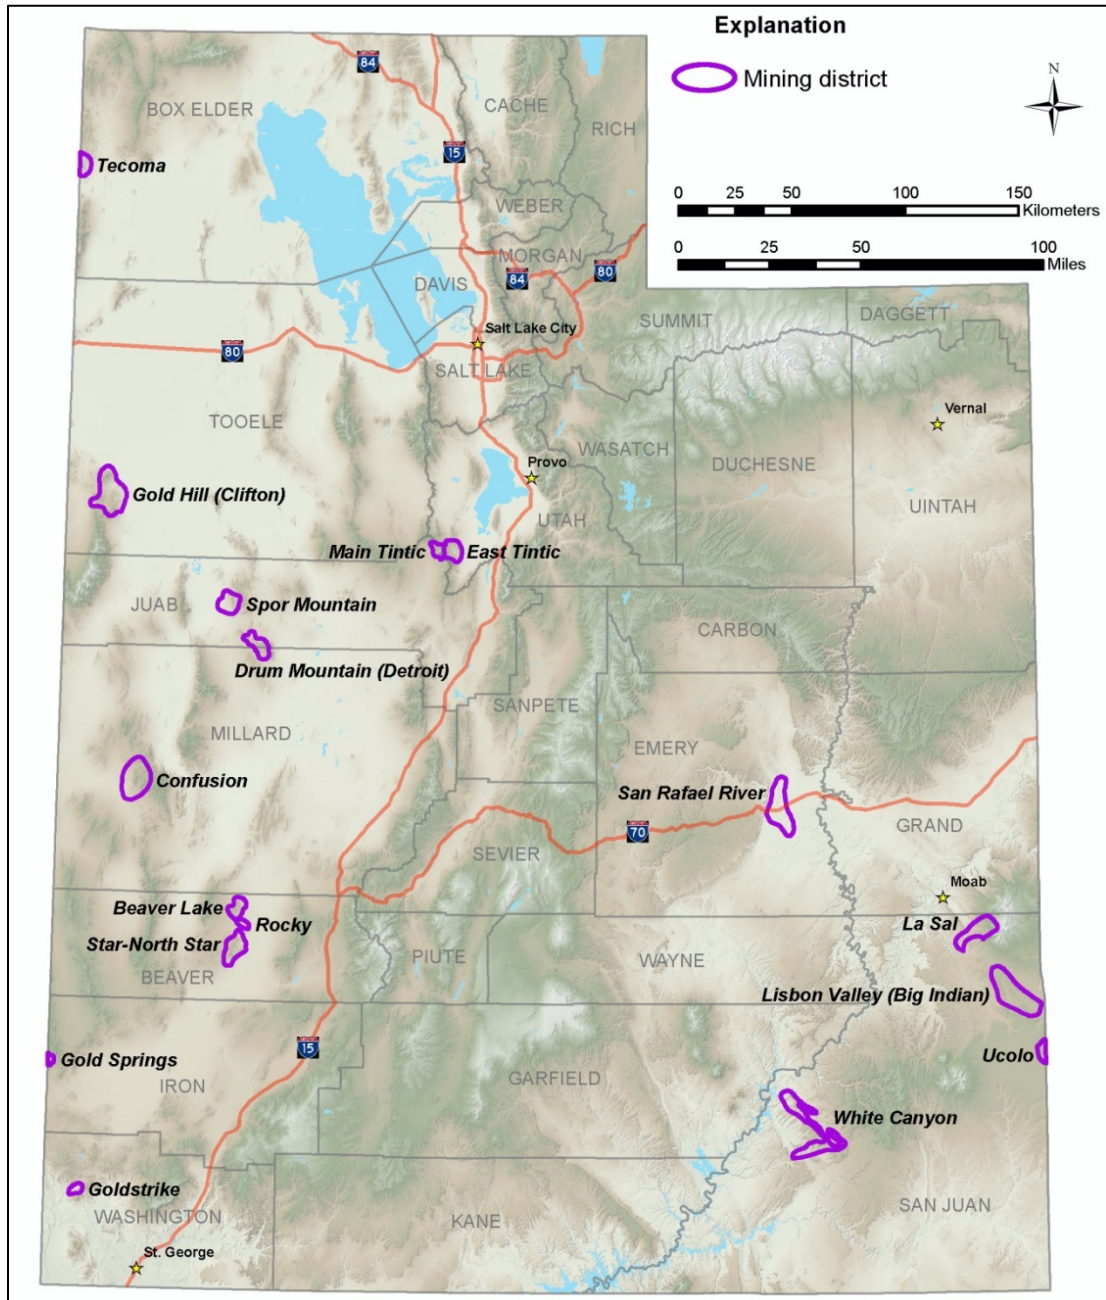 Explanation
Mining district
N
0 25 50 100 150
Kilometers
0 25 50 100
Miles
84
BOX ELDER
CACHE
RICH
15
Tecoma
WEBER
MORGAN
84
80
DAVIS
Salt Lake City
SUMMIT
DAGGETT
80
SALT LAKE
TOOELE
Vernal
WASATCH
Provo
DUCHESNE
Gold Hill (Clifton)
UINTAH
UTAH
Main Tintic
East Tintic
JUAB
Spor Mountain
CARBON
Drum Mountain (Detroit)
SANPETE
MILLARD
EMERY
Confusion
San Rafael River
GRAND
70
SEVIER
Moab
Beaver Lake
Rocky
La Sal
Star-North Star
PIUTE
WAYNE
BEAVER
Lisbon Valley (Big Indian)
15
Gold Springs
Ucolo
GARFIELD
IRON
White Canyon
Goldstrike
SAN JUAN
WASHINGTON
KANE
St. George